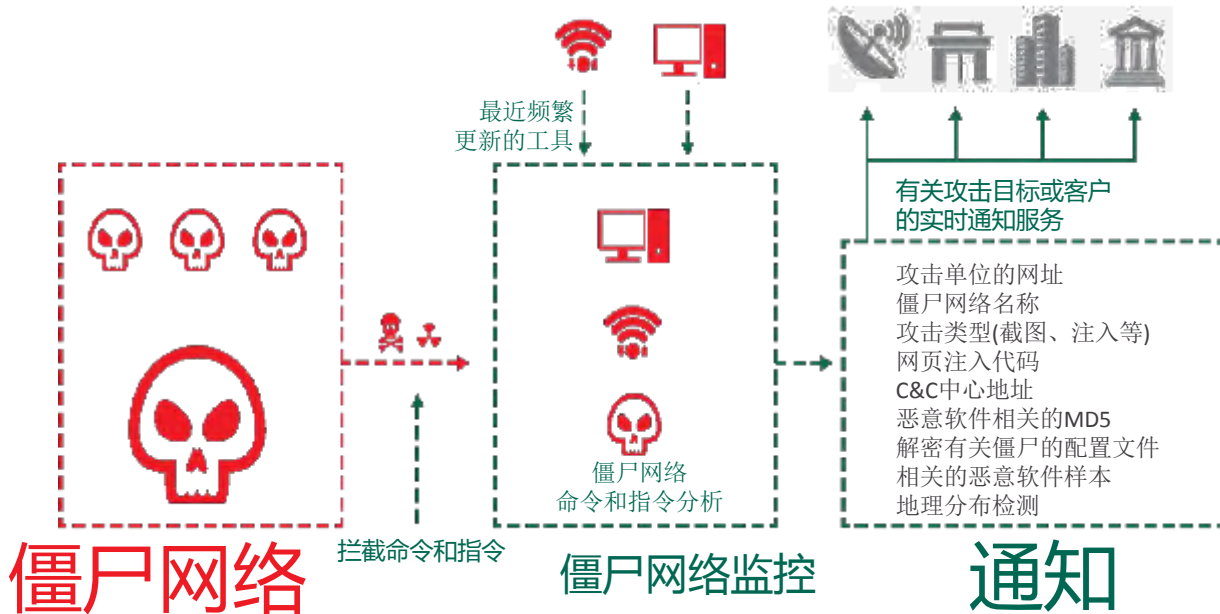 最近频繁
更新的工具
有关攻击目标或客户
的实时通知服务
攻击单位的网址
僵尸网络名称
攻击类型(截图、注入等)
网页注入代码
C&C中心地址
恶意软件相关的MD5
解密有关僵尸的配置文件
相关的恶意软件样本
地理分布检测
僵尸网络
命令和指令分析
拦截命令和指令
僵尸网络
僵尸网络监控
通知